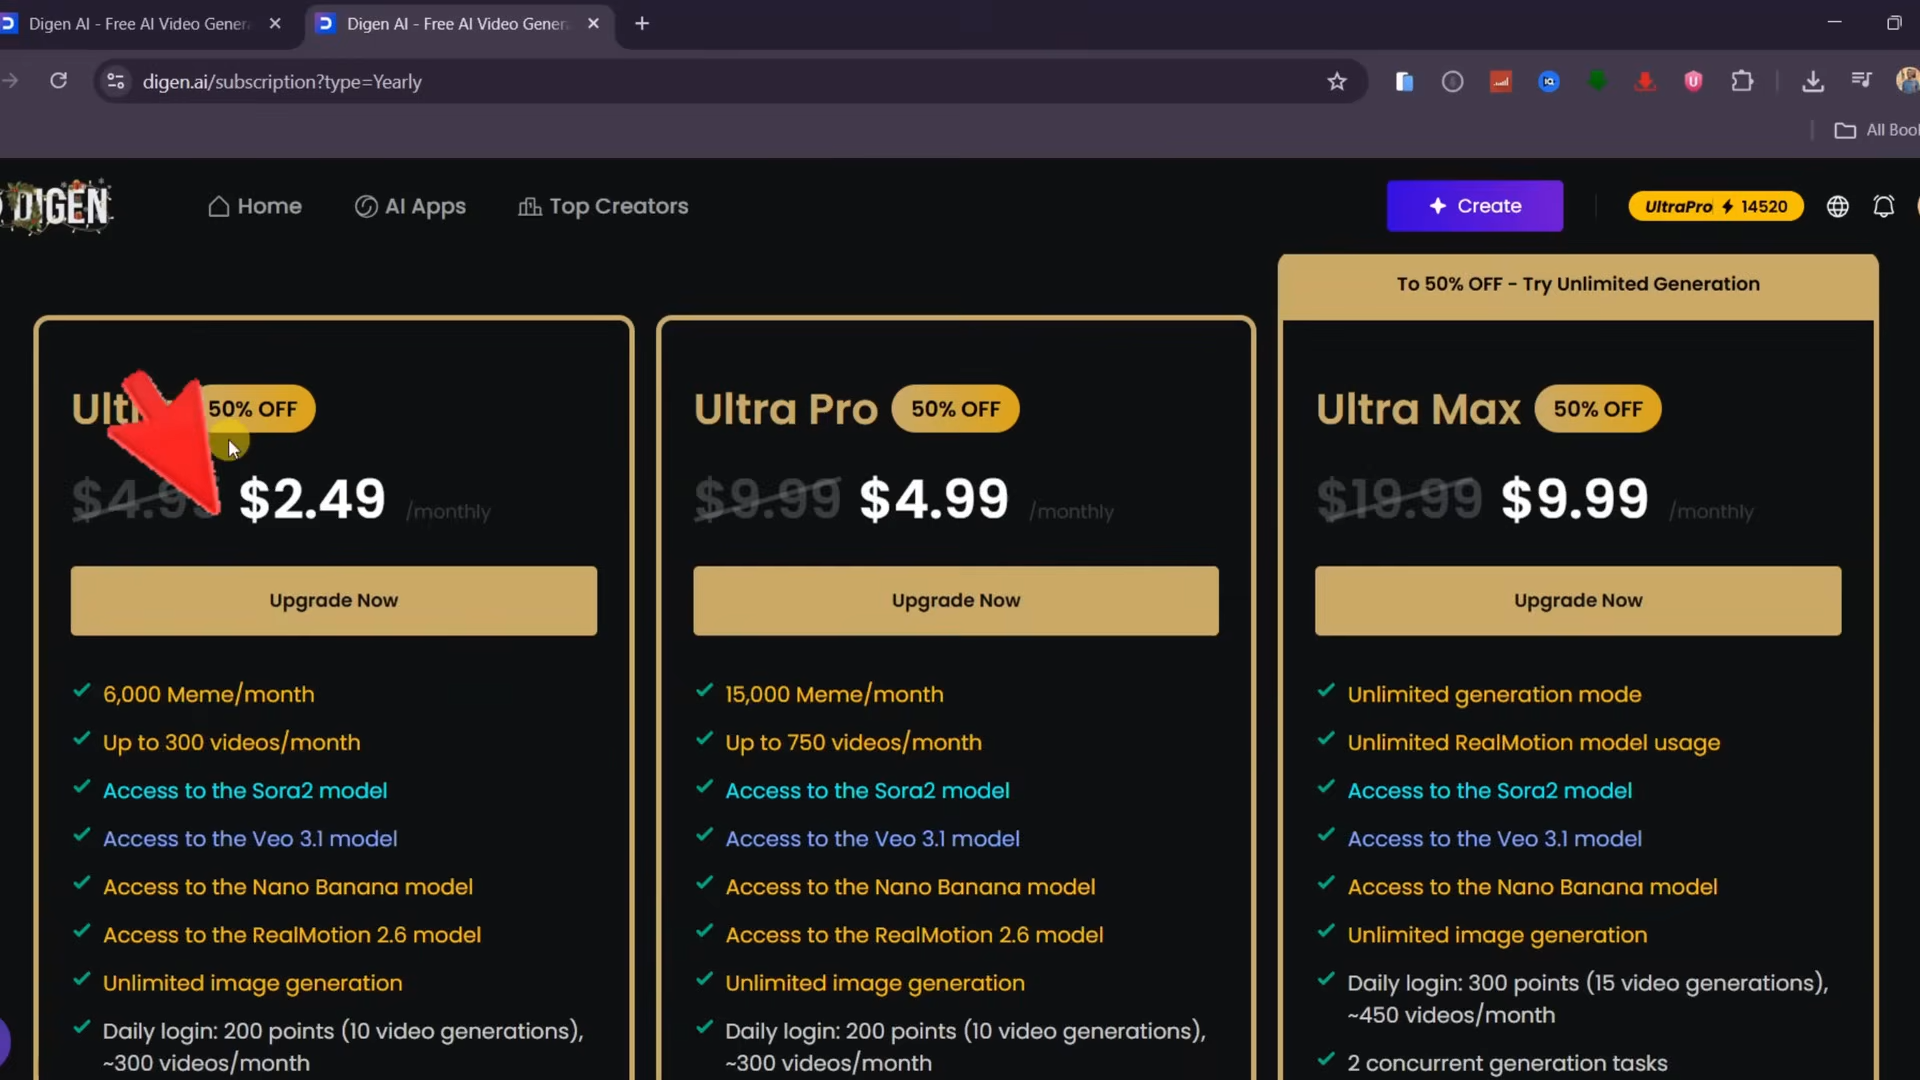 Digen AI - Free AI Video Gener
Digen AI - Free AI Video Gener
digen.ai/subscription?type=Yearly
All Bool
DIGEN
Home
AI Apps
Top Creators
Create
UltraPro 14520
To 50% OFF - Try Unlimited Generation
50% OFF
$2.49 /monthly
Upgrade Now
6,000 Meme/month
Up to 300 videos/month
Access to the Sora2 model
Access to the Veo 3.1 model
Access to the Nano Banana model
Access to the RealMotion 2.6 model
Unlimited image generation
Daily login: 200 points (10 video generations),
~300 videos/month
Ultra Pro 50% OFF
$9.99 $4.99 /monthly
Upgrade Now
15,000 Meme/month
Up to 750 videos/month
Access to the Sora2 model
Access to the Veo 3.1 model
Access to the Nano Banana model
Access to the RealMotion 2.6 model
Unlimited image generation
Daily login: 200 points (10 video generations),
~300 videos/month
Ultra Max 50% OFF
$19.99 $9.99 /monthly
Upgrade Now
Unlimited generation mode
Unlimited RealMotion model usage
Access to the Sora2 model
Access to the Veo 3.1 model
Access to the Nano Banana model
Unlimited image generation
Daily login: 300 points (15 video generations),
~450 videos/month
2 concurrent generation tasks